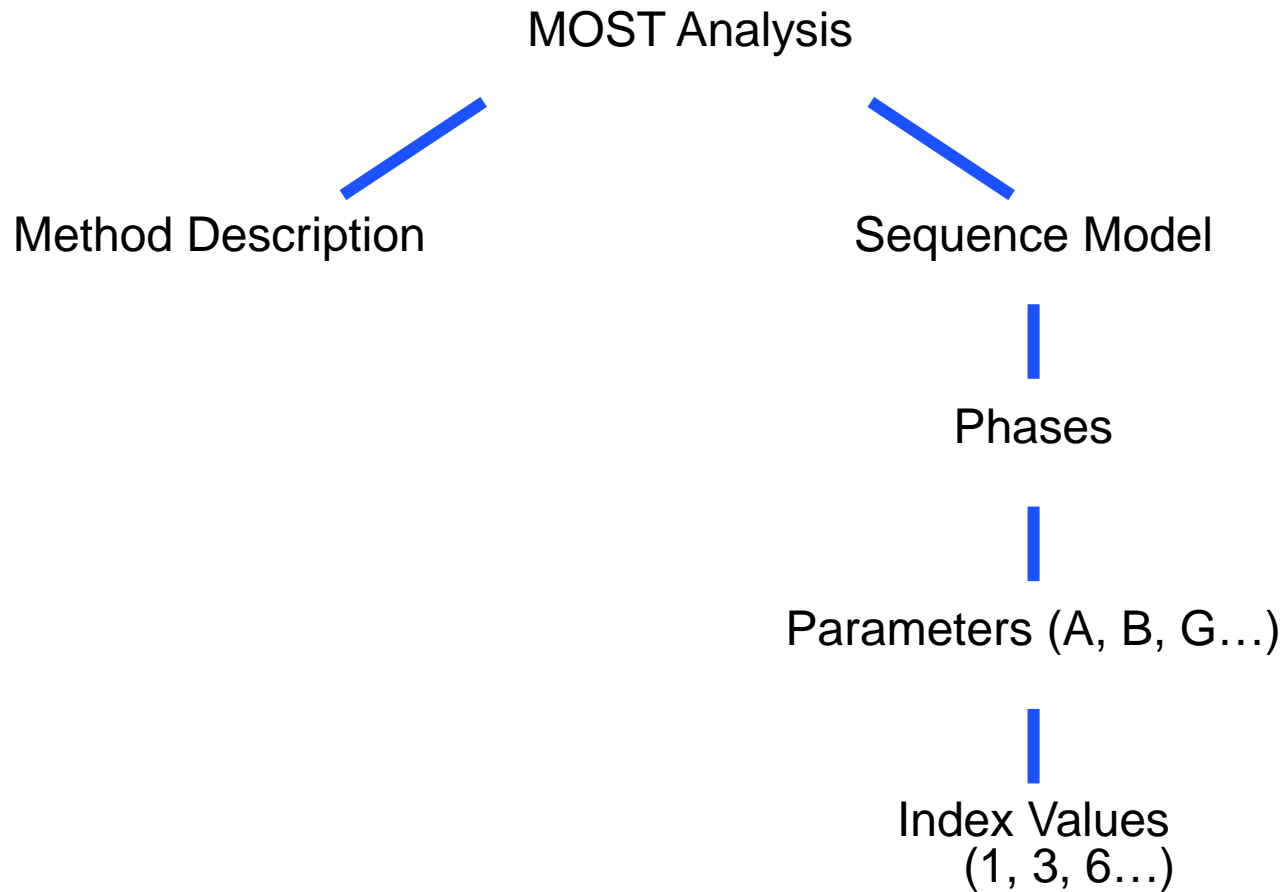 MOST Analysis
Method Description
Sequence Model
Phases
Parameters (A, B, G…)
Index Values
(1, 3, 6…)